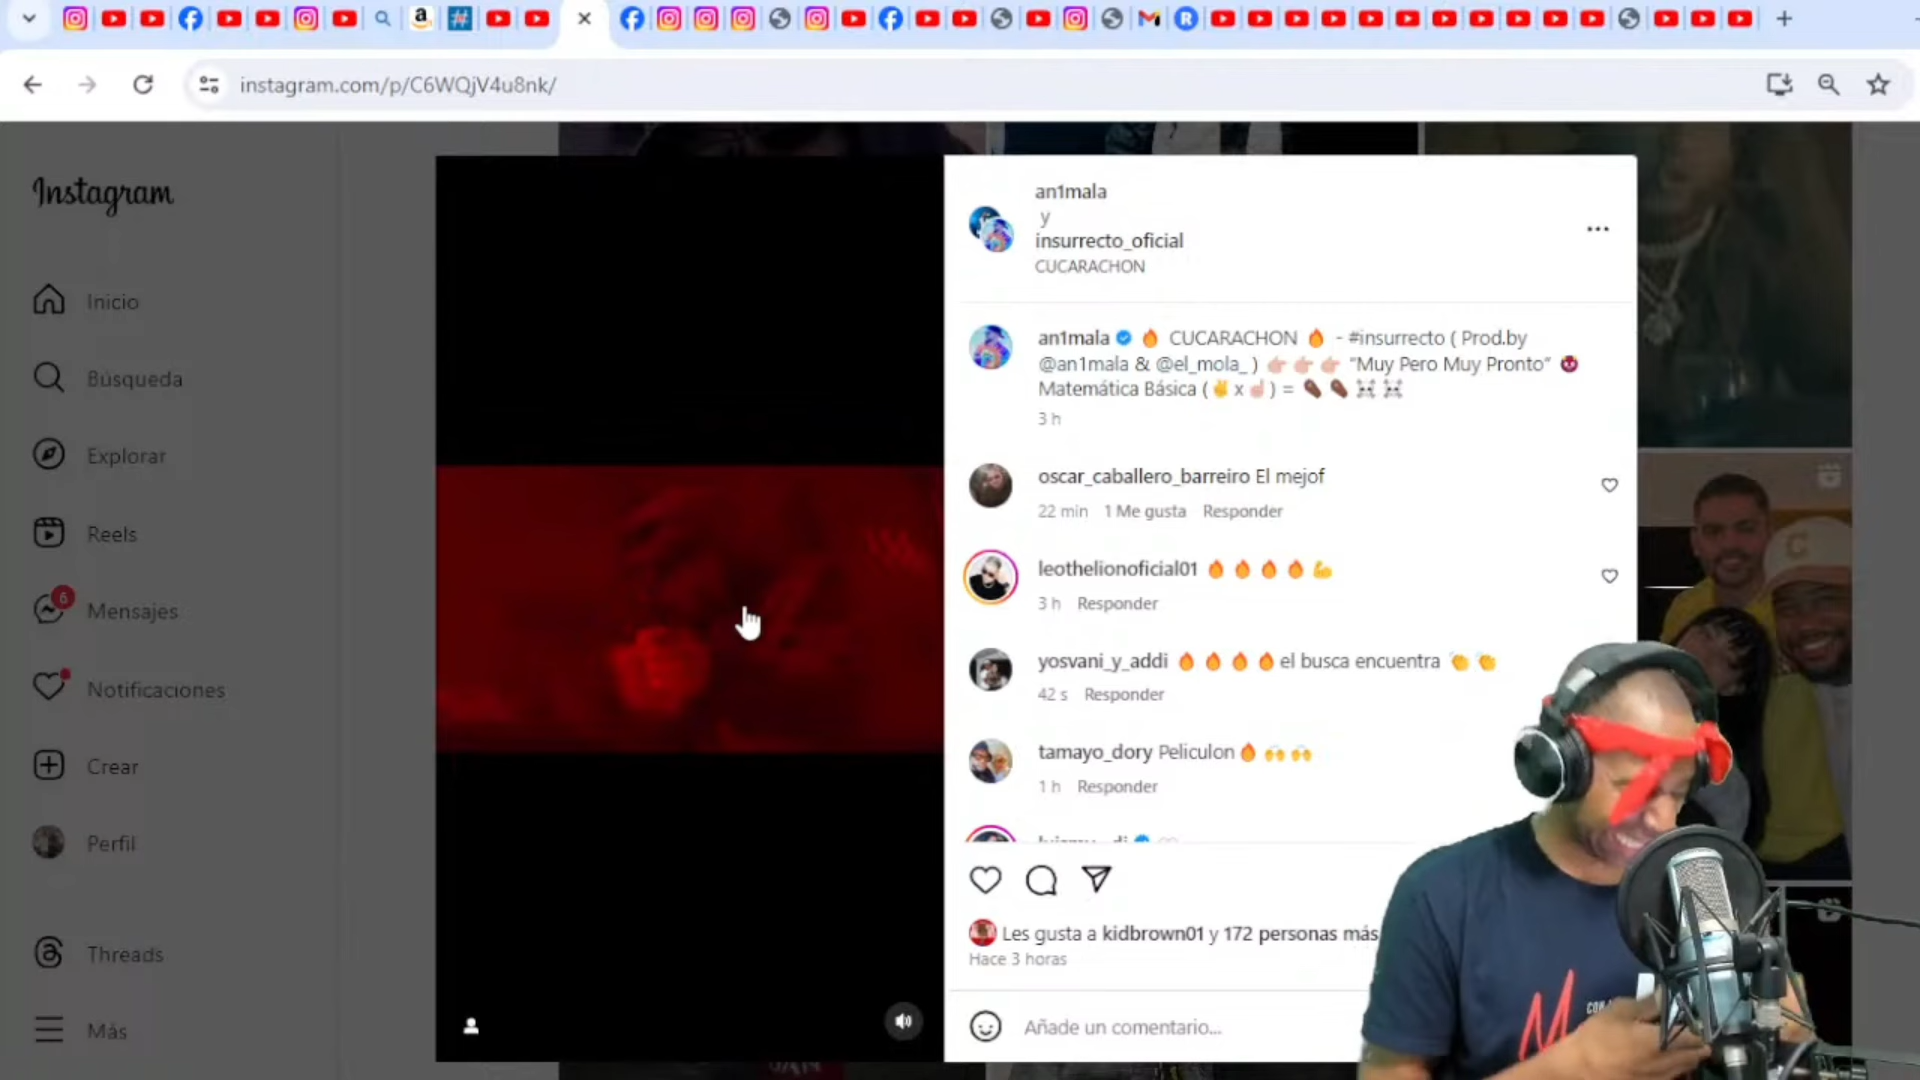 instagram.com/p/C6WQjV4u8nk/
Instagram
Inicio
Búsqueda
Explorar
Reels
6
Mensajes
Notificaciones
Crear
Perfil
Threads
Más
an1mala
y
insurrecto_oficial
CUCARACHON
an1mala 🔥 CUCARACHON 🔥 - #insurrecto ( Prod.by
@an1mala & @el_mola_ ) 👉🏻 👉🏻 👉🏻 “Muy Pero Muy Pronto” 👹
Matemática Básica (✌️ x ☝🏻) = ⚰️ ⚰️ ☠️ ☠️
3 h
oscar_caballero_barreiro El mejof
22 min 1 Me gusta Responder
leothelionoficial01 🔥 🔥 🔥 🔥 💪
3 h Responder
yosvani_y_addi 🔥 🔥 🔥 🔥 el busca encuentra 👏 👏
42 s Responder
tamayo_dory Peliculon 🔥 🙌 🙌
1 h Responder
Les gusta a kidbrown01 y 172 personas más
Hace 3 horas
Añade un comentario...